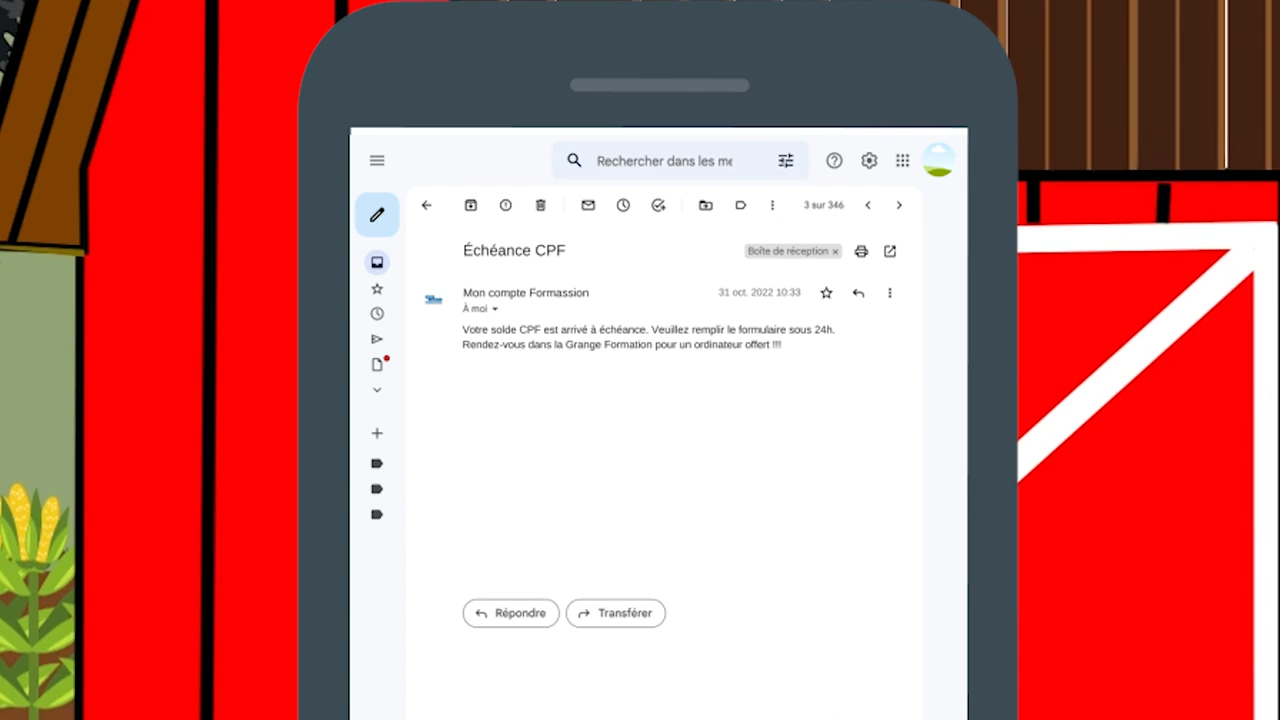 Rechercher dans les me
3 sur 346
Échéance CPF
Boîte de réception ×
Mon compte Formassion
31 oct. 2022 10:33
À moi
Votre solde CPF est arrivé à échéance. Veuillez remplir le formulaire sous 24h.
Rendez-vous dans la Grange Formation pour un ordinateur offert !!!
Répondre
Transférer